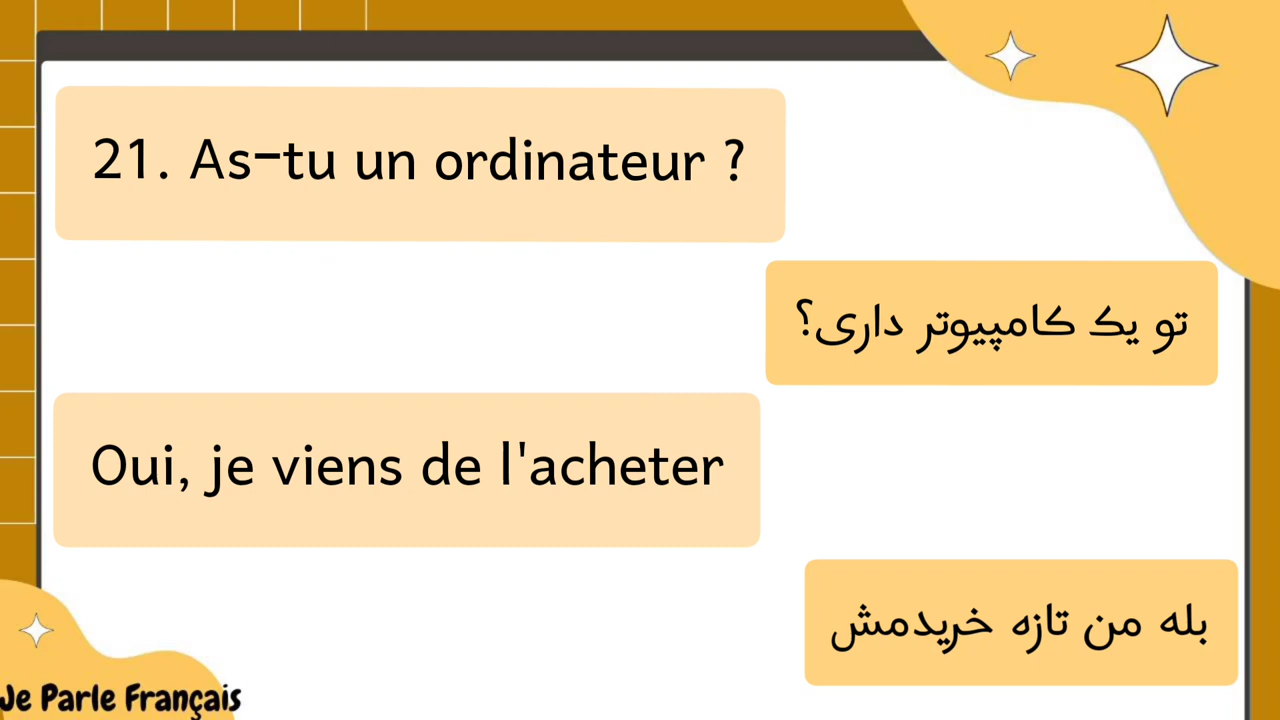 21. As-tu un ordinateur ?
تو یک کامپیوتر داری؟
Oui, je viens de l'acheter
بله من تازه خریدمش
Je Parle Français